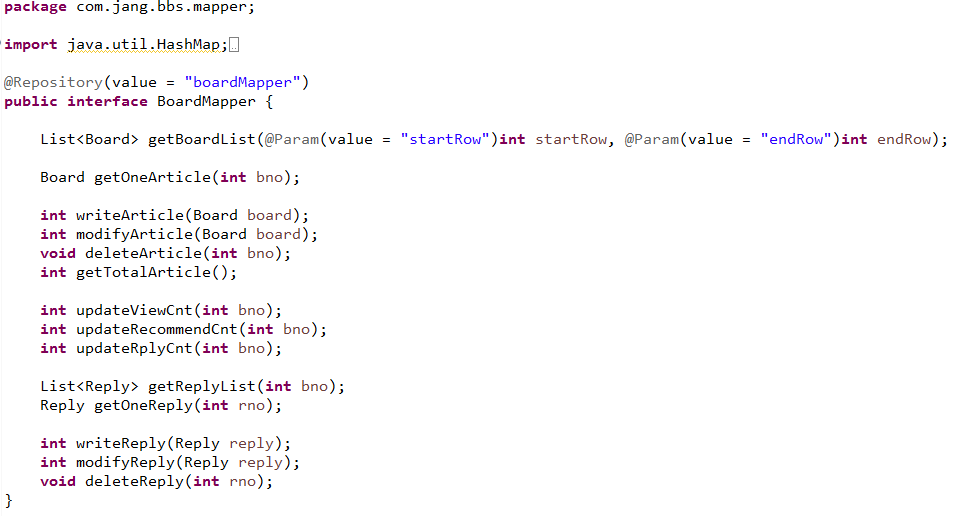 package com.jang.bbs.mapper;
import java.util.HashMap;
@Repository(value = "boardMapper")
public interface BoardMapper {
List<Board> getBoardList(@Param(value = "startRow")int startRow, @Param(value = "endRow")int endRow);
Board getOneArticle(int bno);
int writeArticle(Board board);
int modifyArticle(Board board);
void deleteArticle(int bno);
int getTotalArticle();
int updateViewCnt(int bno);
int updateRecommendCnt(int bno);
int updateRplyCnt(int bno);
List<Reply> getReplyList(int bno);
Reply getOneReply(int rno);
int writeReply(Reply reply);
int modifyReply(Reply reply);
void deleteReply(int rno);
}